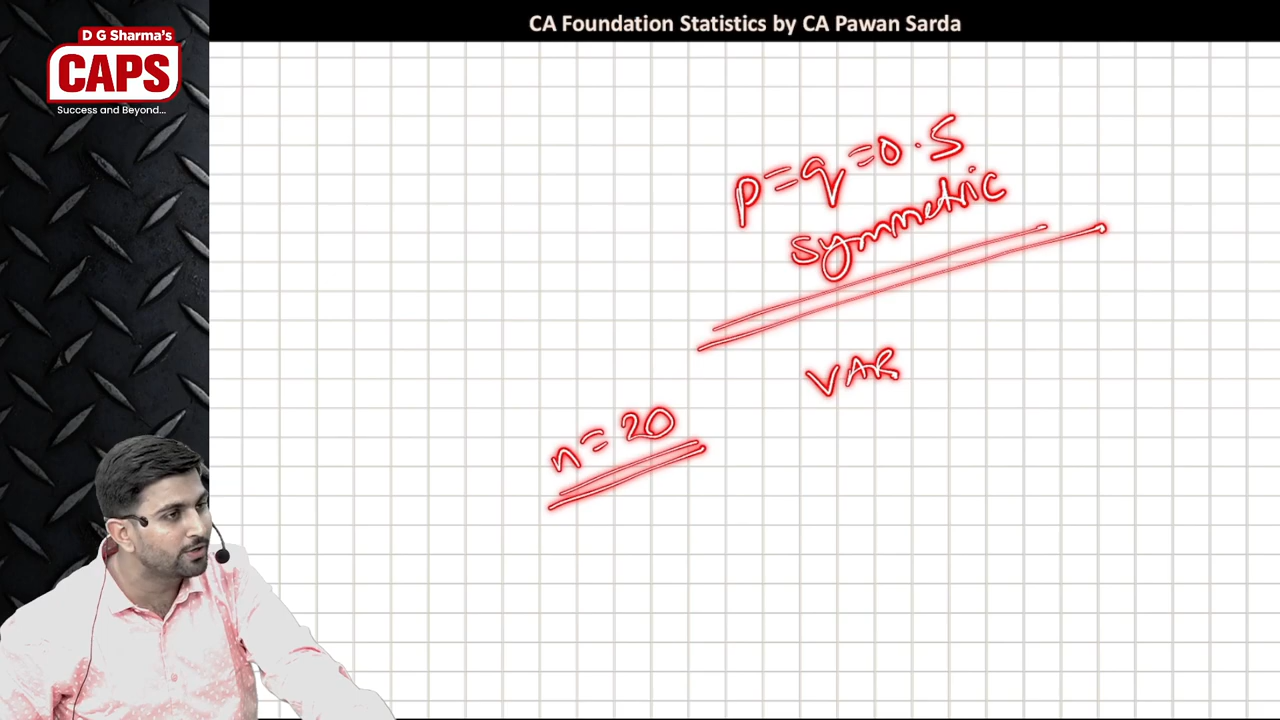 CA Foundation Statistics by CA Pawan Sarda
D G Sharma's
CAPS
Success and Beyond...
p=q=0.5
symmetric
VAR
n=20